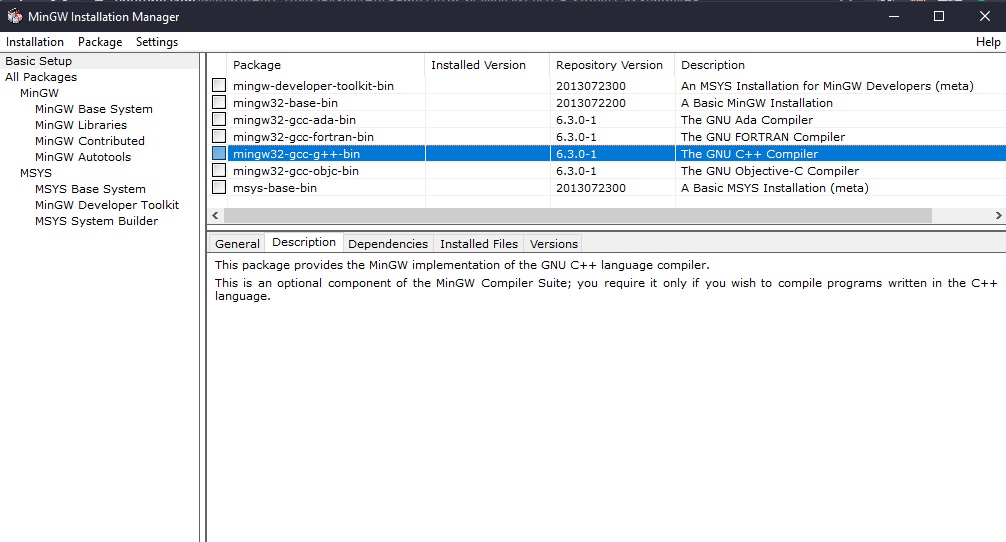 MinGW Installation Manager
Installation Package Settings Help
Basic Setup
All Packages
MinGW
MinGW Base System
MinGW Libraries
MinGW Contributed
MinGW Autotools
MSYS
MSYS Base System
MinGW Developer Toolkit
MSYS System Builder
Package Installed Version Repository Version Description
mingw-developer-toolkit-bin 2013072300 An MSYS Installation for MinGW Developers (meta)
mingw32-base-bin 2013072200 A Basic MinGW Installation
mingw32-gcc-ada-bin 6.3.0-1 The GNU Ada Compiler
mingw32-gcc-fortran-bin 6.3.0-1 The GNU FORTRAN Compiler
mingw32-gcc-g++-bin 6.3.0-1 The GNU C++ Compiler
mingw32-gcc-objc-bin 6.3.0-1 The GNU Objective-C Compiler
msys-base-bin 2013072300 A Basic MSYS Installation (meta)
General Description Dependencies Installed Files Versions
This package provides the MinGW implementation of the GNU C++ language compiler.
This is an optional component of the MinGW Compiler Suite; you require it only if you wish to compile programs written in the C++
language.